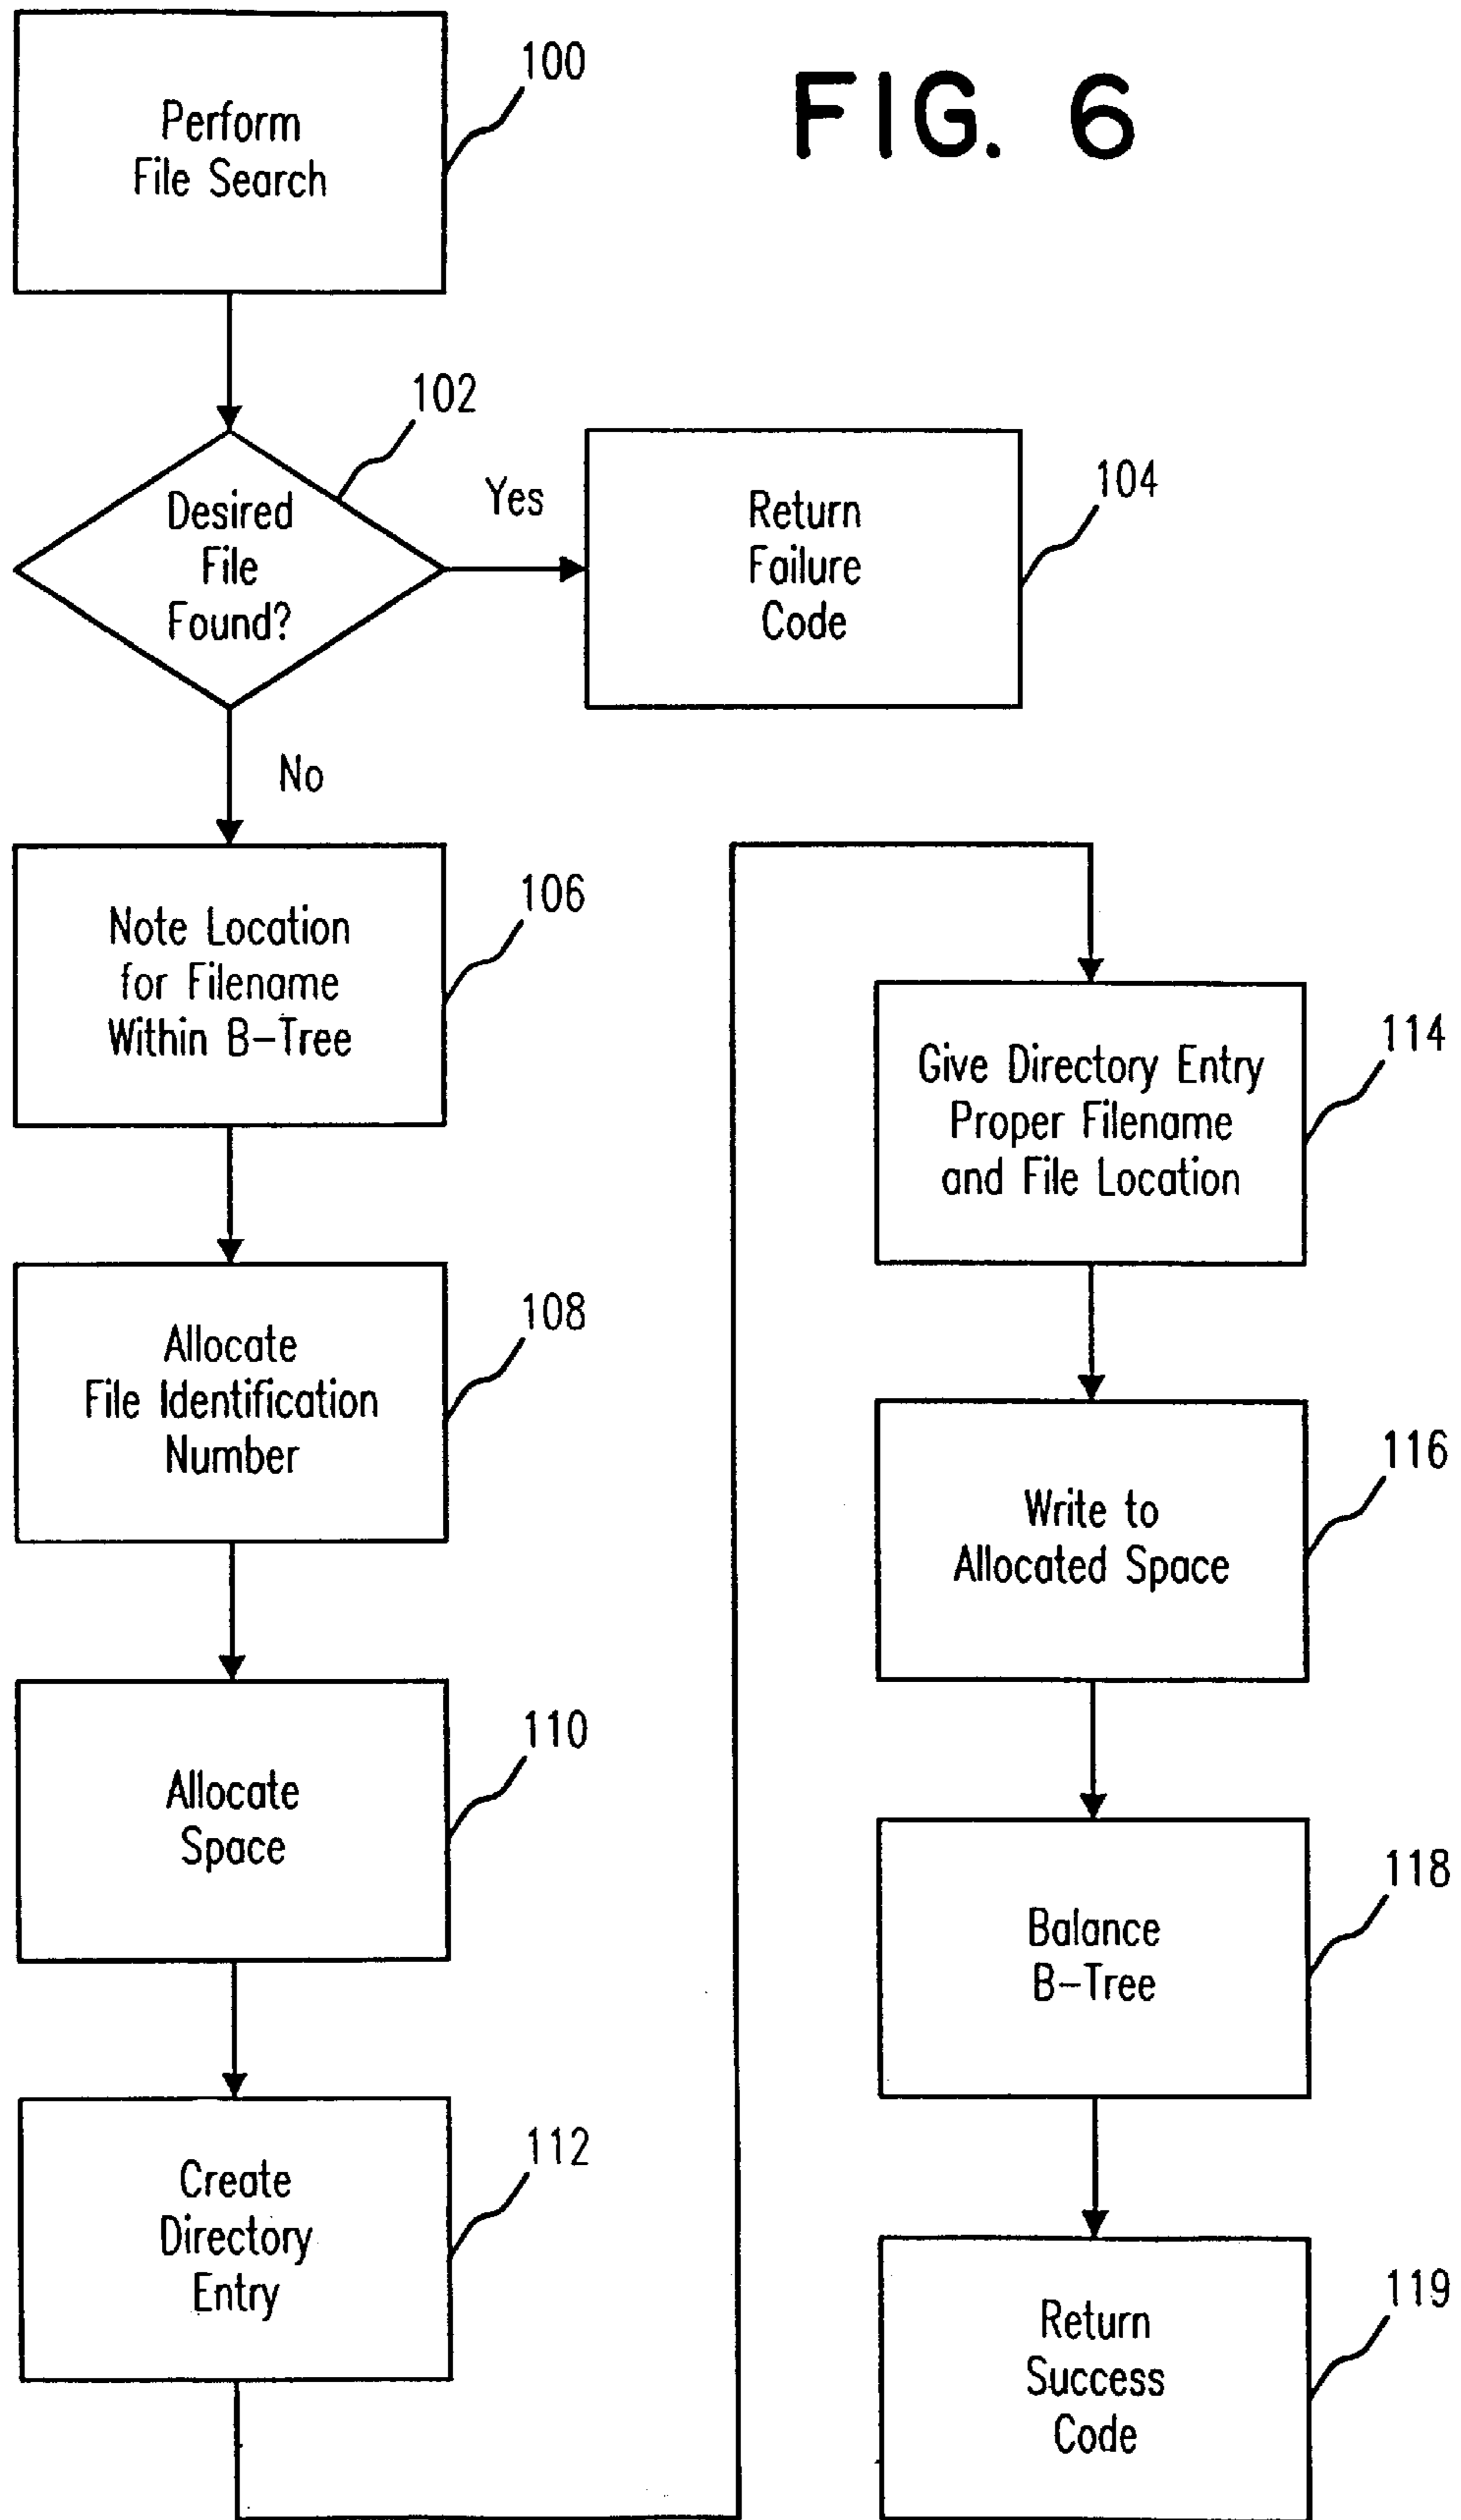 FIG. 6
100
Perform
File Search
102
Desired
File
Found?
Yes
104
Return
Failure
Code
No
106
Note Location
for Filename
Within B-Tree
108
Allocate
File Identification
Number
110
Allocate
Space
112
Create
Directory
Entry
114
Give Directory Entry
Proper Filename
and File Location
116
Write to
Allocated Space
118
Balance
B-Tree
119
Return
Success
Code